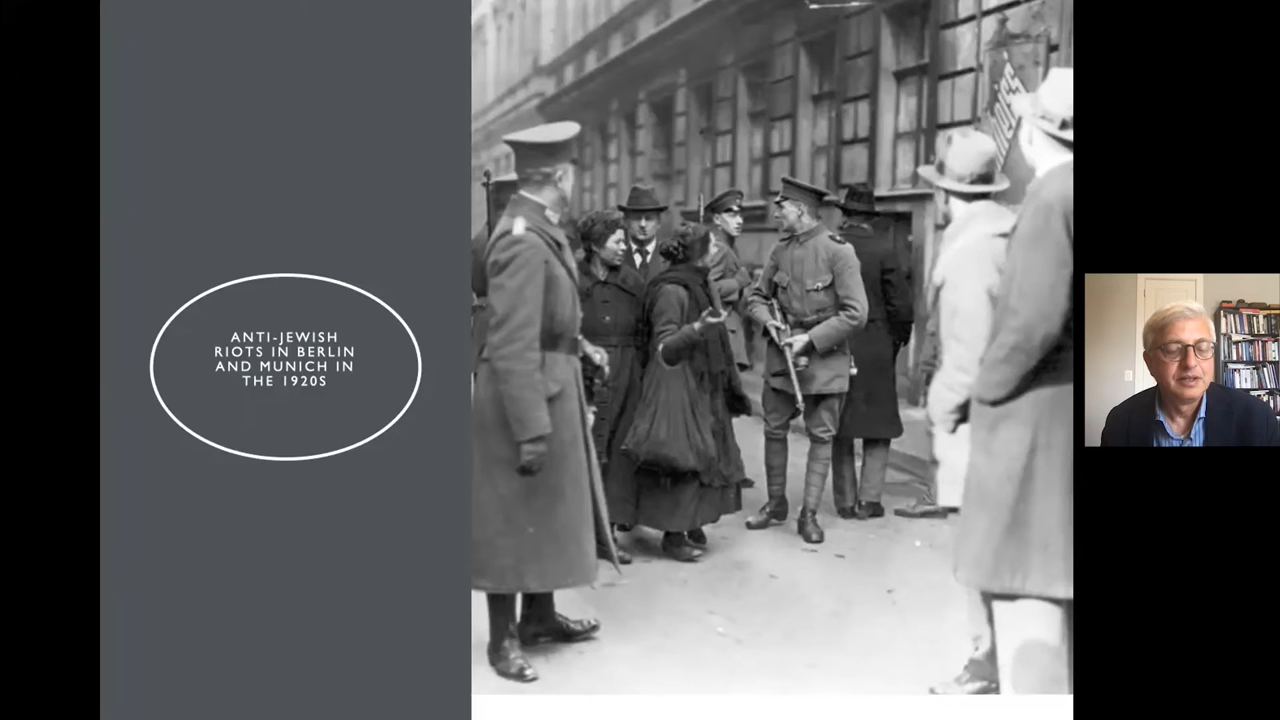 ANTI-JEWISH
RIOTS IN BERLIN
AND MUNICH IN
THE 1920S